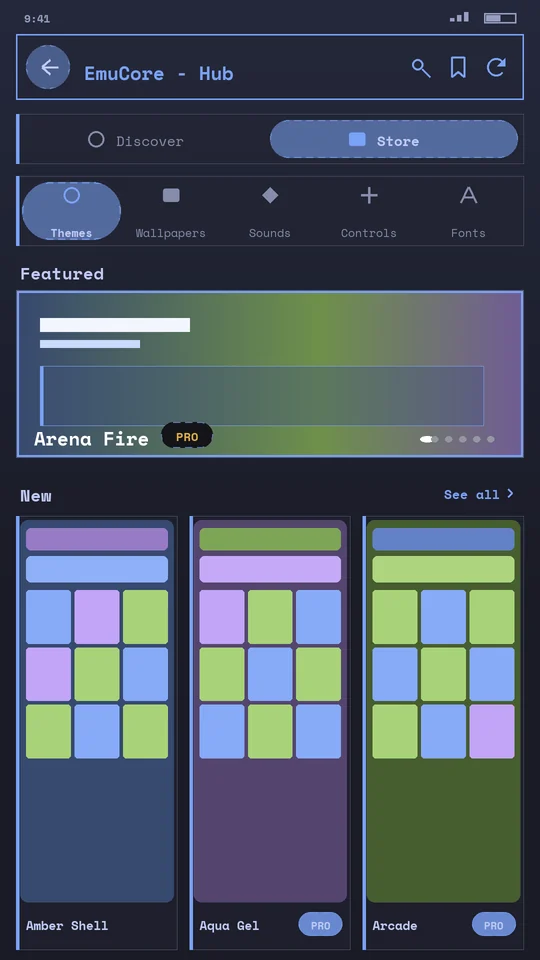 9:41
EmuCore - Hub
Discover
Store
Themes
Wallpapers
Sounds
Controls
Fonts
Featured
Arena Fire
PRO
New
See all
Amber Shell
Aqua Gel
PRO
Arcade
PRO